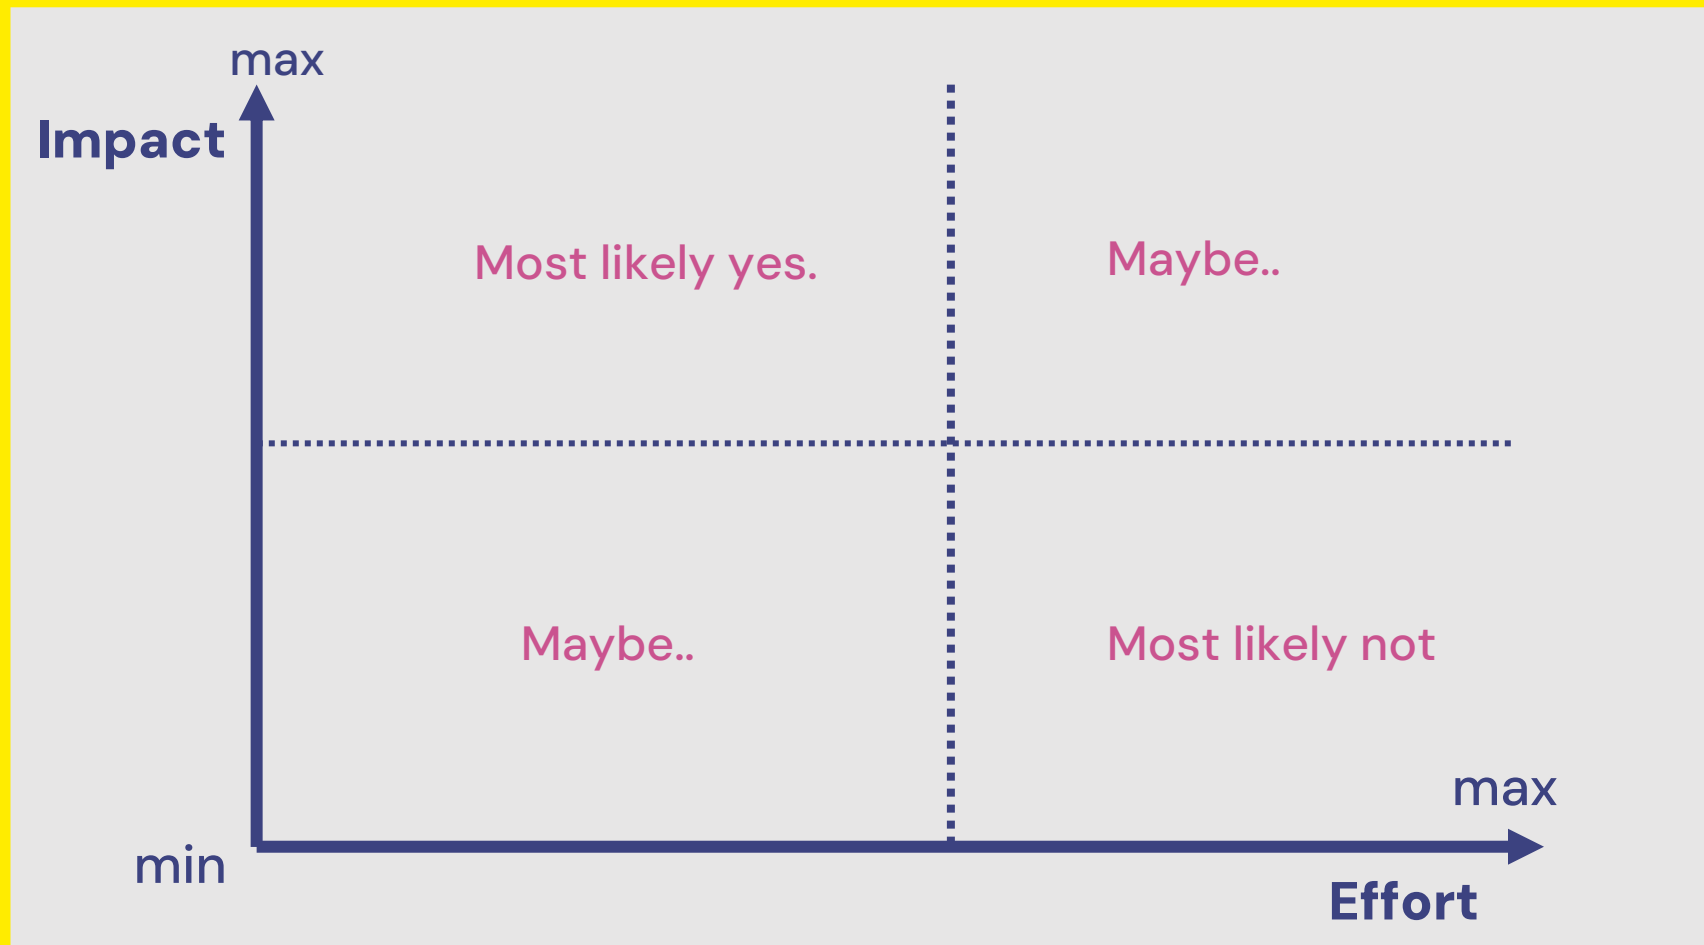 max
Impact
Most likely yes.
Maybe..
Maybe..
Most likely not
max
min
Effort